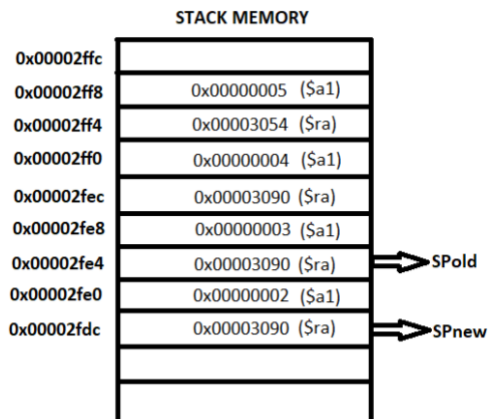 STACK MEMORY
0x00002ffc
0x00002ff8 0x00000005 ($a1)
0x00002ff4 0x00003054 ($ra)
0x00002ff0 0x00000004 ($a1)
0x00002fec 0x00003090 ($ra)
0x00002fe8 0x00000003 ($a1)
0x00002fe4 0x00003090 ($ra) SPold
0x00002fe0 0x00000002 ($a1)
0x00002fdc 0x00003090 ($ra) SPnew